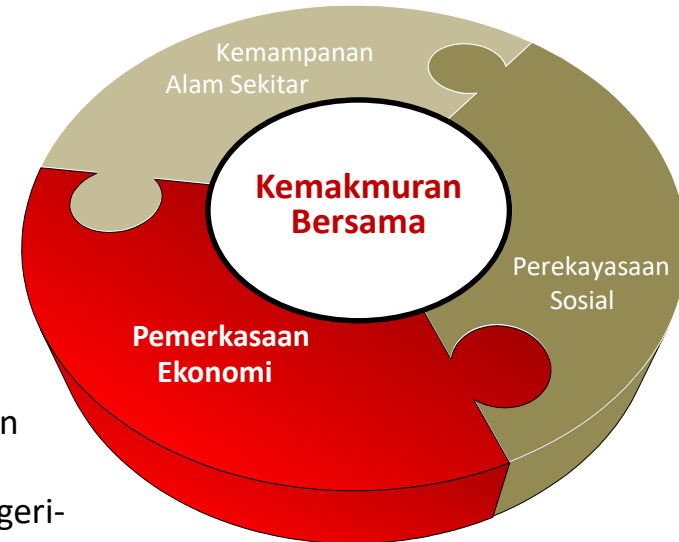 Kemampanan
Alam Sekitar
Kemakmuran
Bersama
Perekayasaan
Sosial
Pemerkasaan
Ekonomi